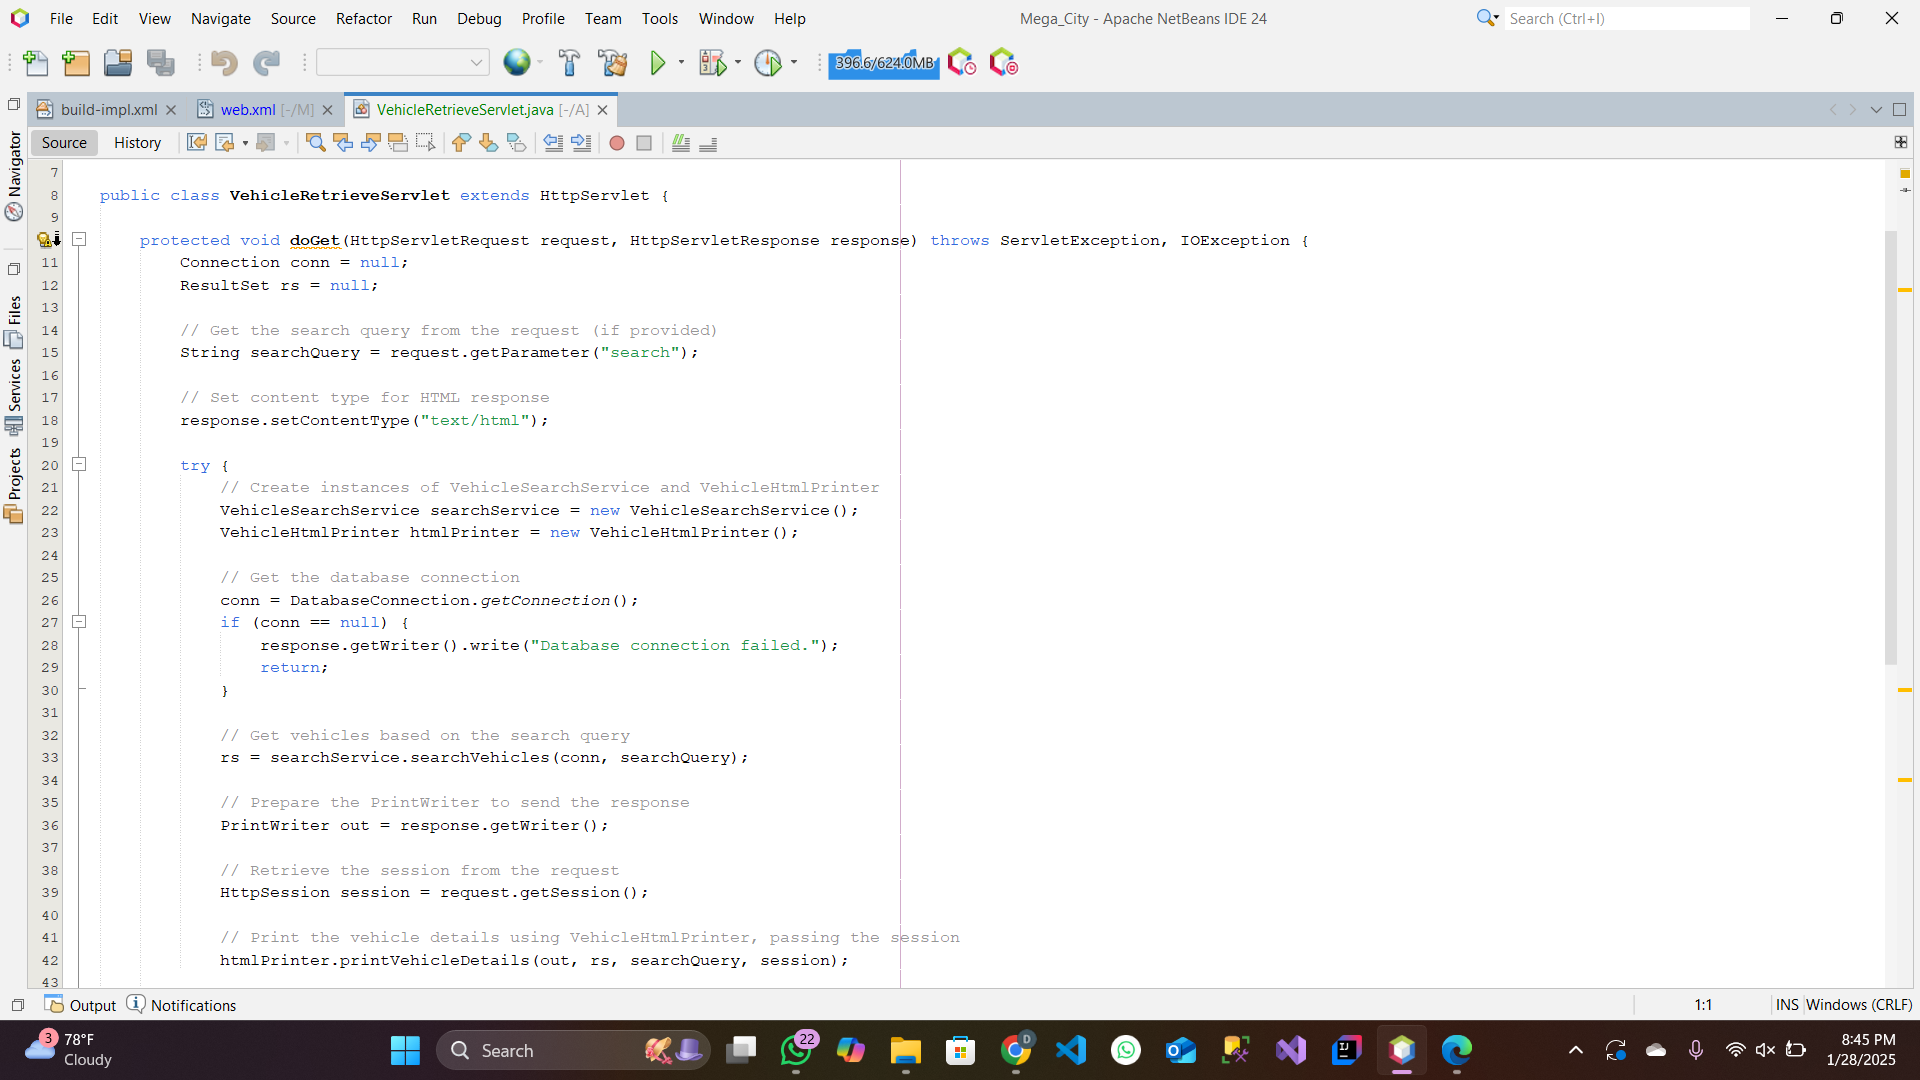 File Edit View Navigate Source Refactor Run Debug Profile Team Tools Window Help
Mega_City - Apache NetBeans IDE 24
Search (Ctrl+I)
396.6/624.0MB
build-impl.xml
web.xml [-/M]
VehicleRetrieveServlet.java [-/A]
Source History
Navigator
Files
Services
Projects
7
8 public class VehicleRetrieveServlet extends HttpServlet {
9
protected void doGet(HttpServletRequest request, HttpServletResponse response) throws ServletException, IOException {
11 Connection conn = null;
12 ResultSet rs = null;
13
14 // Get the search query from the request (if provided)
15 String searchQuery = request.getParameter("search");
16
17 // Set content type for HTML response
18 response.setContentType("text/html");
19
20 try {
21 // Create instances of VehicleSearchService and VehicleHtmlPrinter
22 VehicleSearchService searchService = new VehicleSearchService();
23 VehicleHtmlPrinter htmlPrinter = new VehicleHtmlPrinter();
24
25 // Get the database connection
26 conn = DatabaseConnection.getConnection();
27 if (conn == null) {
28 response.getWriter().write("Database connection failed.");
29 return;
30 }
31
32 // Get vehicles based on the search query
33 rs = searchService.searchVehicles(conn, searchQuery);
34
35 // Prepare the PrintWriter to send the response
36 PrintWriter out = response.getWriter();
37
38 // Retrieve the session from the request
39 HttpSession session = request.getSession();
40
41 // Print the vehicle details using VehicleHtmlPrinter, passing the session
42 htmlPrinter.printVehicleDetails(out, rs, searchQuery, session);
43
Output Notifications
1:1 INS Windows (CRLF)
3
78°F
Cloudy
Search
22
D
IJ
8:45 PM
1/28/2025